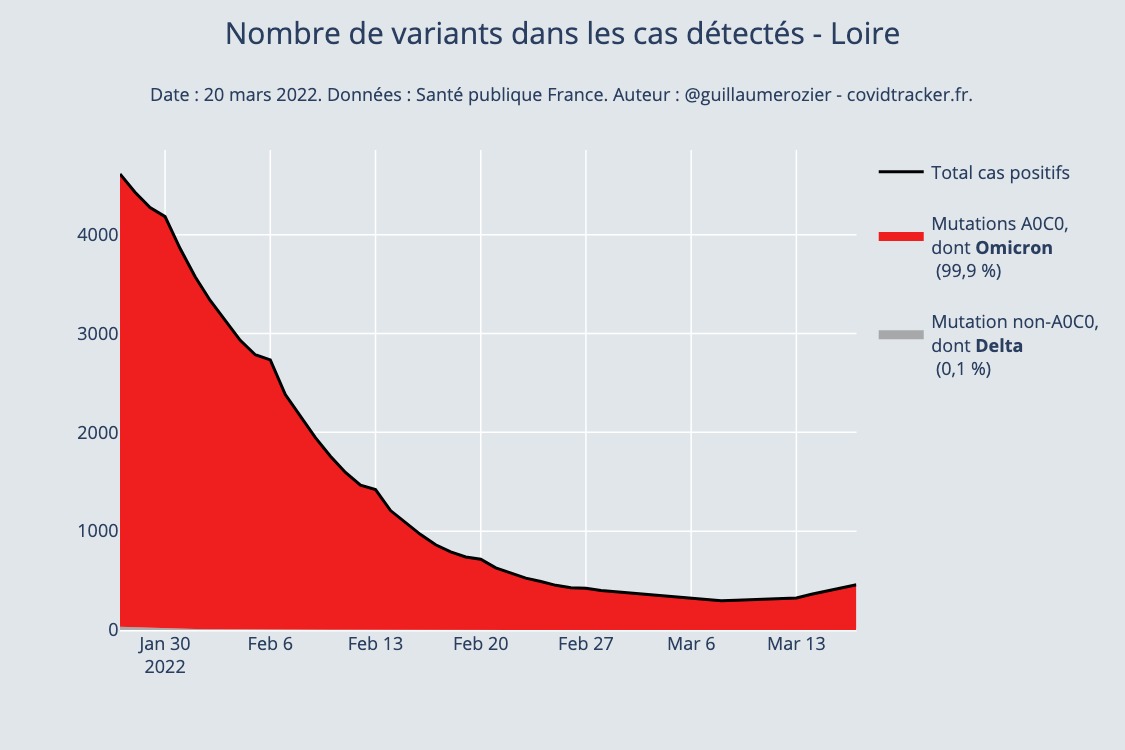 Nombre de variants dans les cas détectés - Loire
Date : 20 mars 2022. Données : Santé publique France. Auteur : @guillaumerozier - covidtracker.fr.
Total cas positifs
Mutations A0C0,
dont Omicron
(99,9 %)
Mutation non-A0C0,
dont Delta
(0,1 %)
4000
3000
2000
1000
0
Jan 30
2022
Feb 6
Feb 13
Feb 20
Feb 27
Mar 6
Mar 13